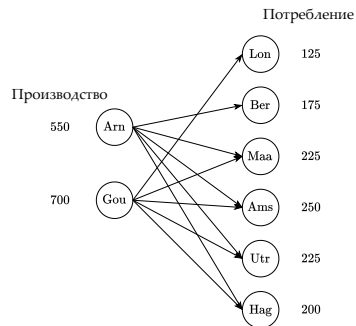 Потребление
Lon 125
Производство
Ber 175
550 Arn
Maa 225
700 Gou
Ams 250
Utr 225
Hag 200